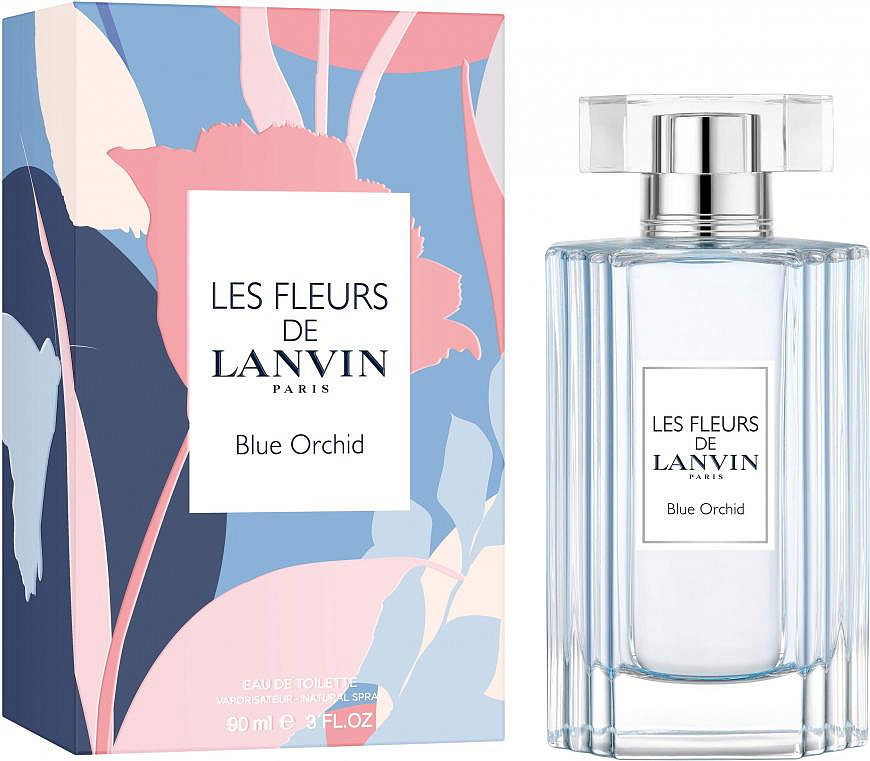 LES FLEURS
DE
LANVIN
PARIS
Blue Orchid
EAU DE TOILETTE
VAPORISATEUR - NATURAL SPRAY
90 ml ℮ 3 FL.OZ
LES FLEURS
DE
LANVIN
PARIS
Blue Orchid